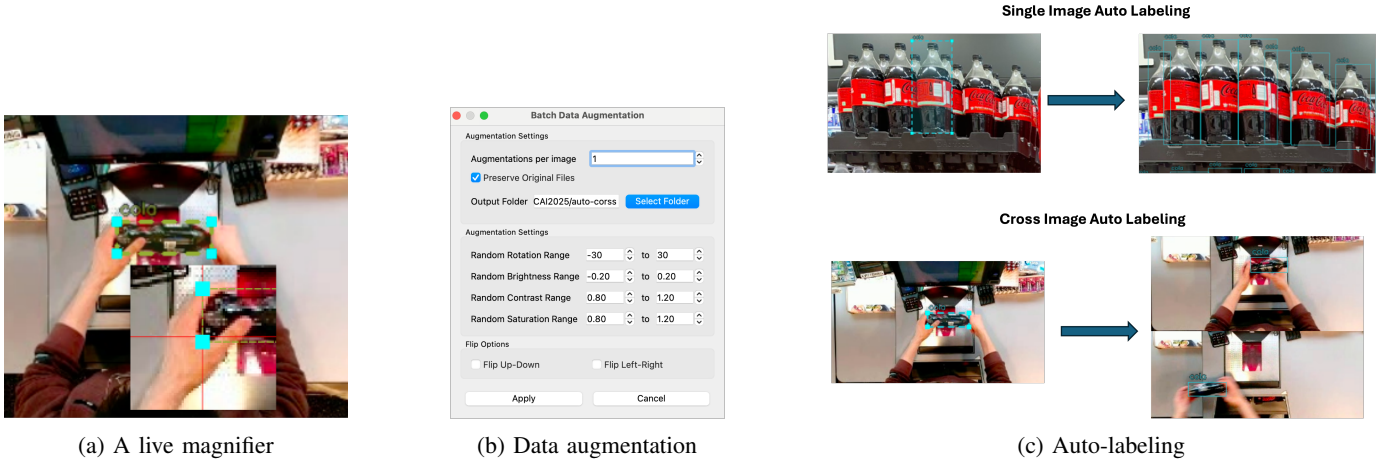 Single Image Auto Labeling
Cross Image Auto Labeling
cola
Batch Data Augmentation
Augmentation Settings
Augmentations per image 1
Preserve Original Files
Output Folder CAI2025/auto-corss Select Folder
Augmentation Settings
Random Rotation Range -30 to 30
Random Brightness Range -0.20 to 0.20
Random Contrast Range 0.80 to 1.20
Random Saturation Range 0.80 to 1.20
Flip Options
Flip Up-Down Flip Left-Right
Apply Cancel
(a) A live magnifier
(b) Data augmentation
(c) Auto-labeling